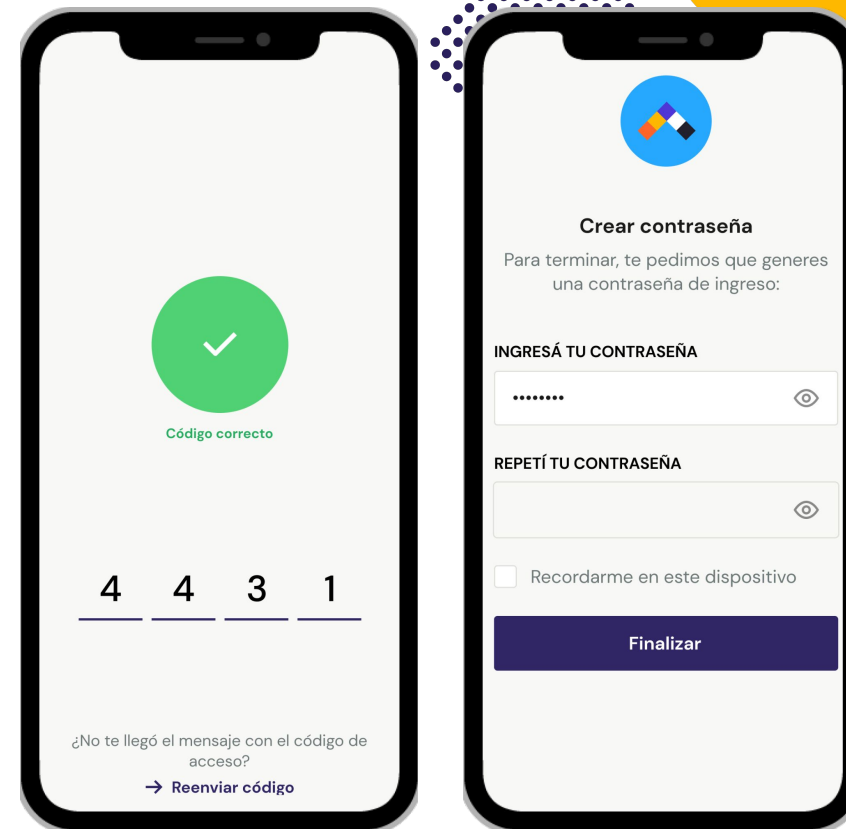 Código correcto
4 4 3 1
¿No te llegó el mensaje con el código de
acceso?
→ Reenviar código
Crear contraseña
Para terminar, te pedimos que generes
una contraseña de ingreso:
INGRESÁ TU CONTRASEÑA
••••••••
REPETÍ TU CONTRASEÑA
Recordarme en este dispositivo
Finalizar